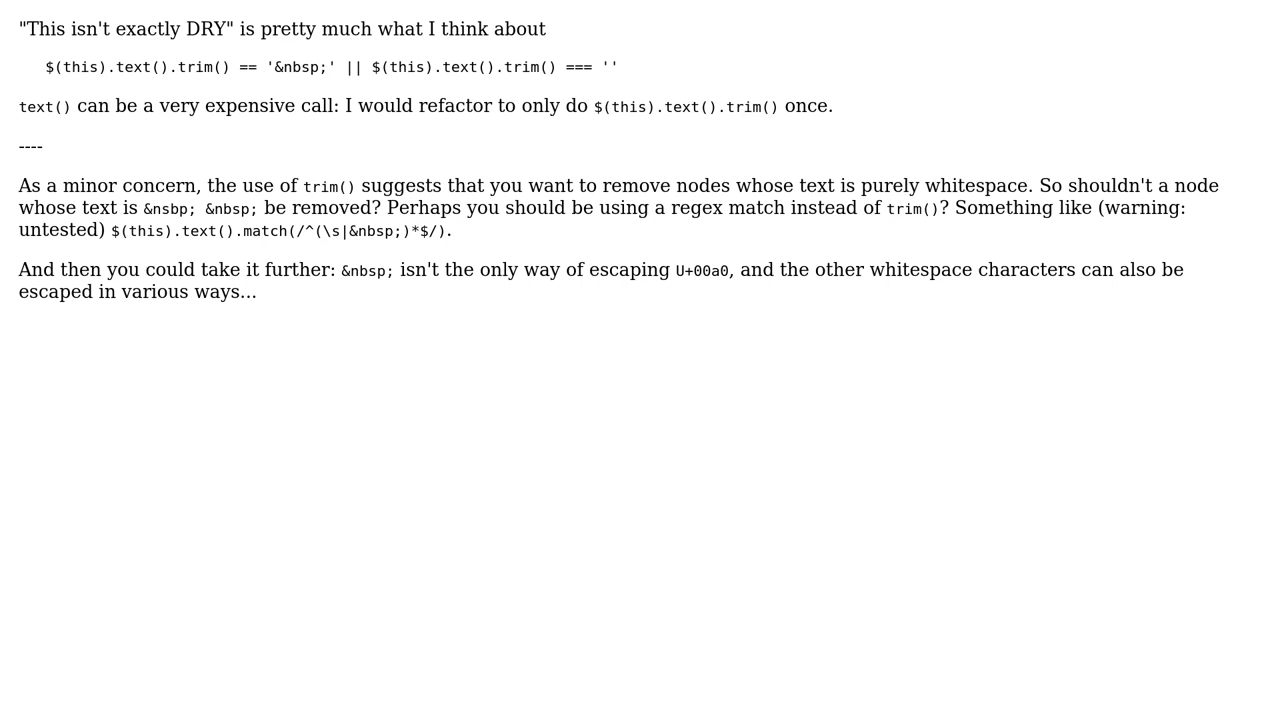 "This isn't exactly DRY" is pretty much what I think about
$(this).text().trim() == '&nbsp;' || $(this).text().trim() === ''
text() can be a very expensive call: I would refactor to only do $(this).text().trim() once.
----
As a minor concern, the use of trim() suggests that you want to remove nodes whose text is purely whitespace. So shouldn't a node
whose text is &nsbp; &nbsp; be removed? Perhaps you should be using a regex match instead of trim()? Something like (warning:
untested) $(this).text().match(/^(\s|&nbsp;)*$/).
And then you could take it further: &nbsp; isn't the only way of escaping U+00a0, and the other whitespace characters can also be
escaped in various ways...